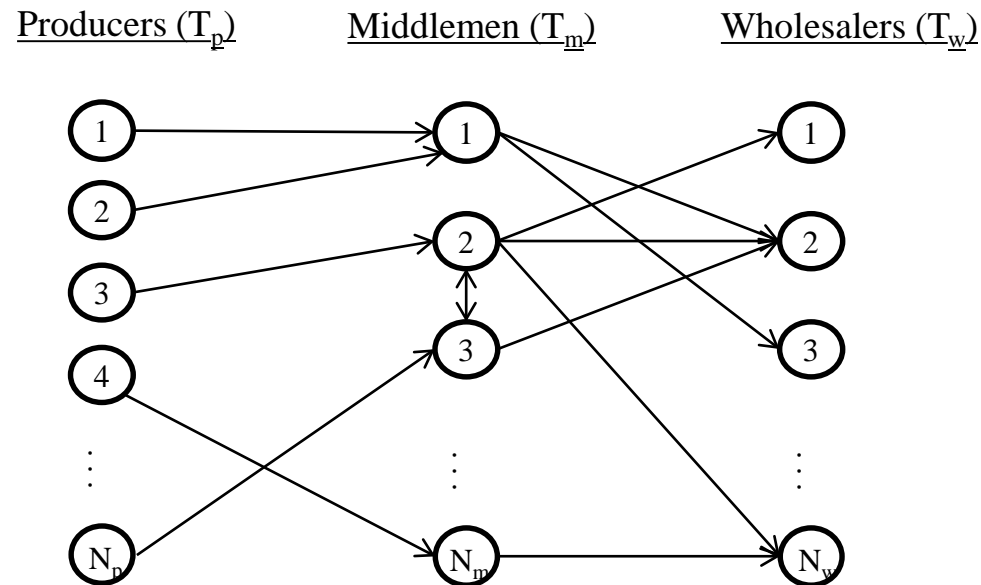 Producers (Tp) Middlemen (Tm) Wholesalers (Tw)
1 1 1
2 2 2
3 3 3
4
⋮ ⋮ ⋮
Np Nm Nw